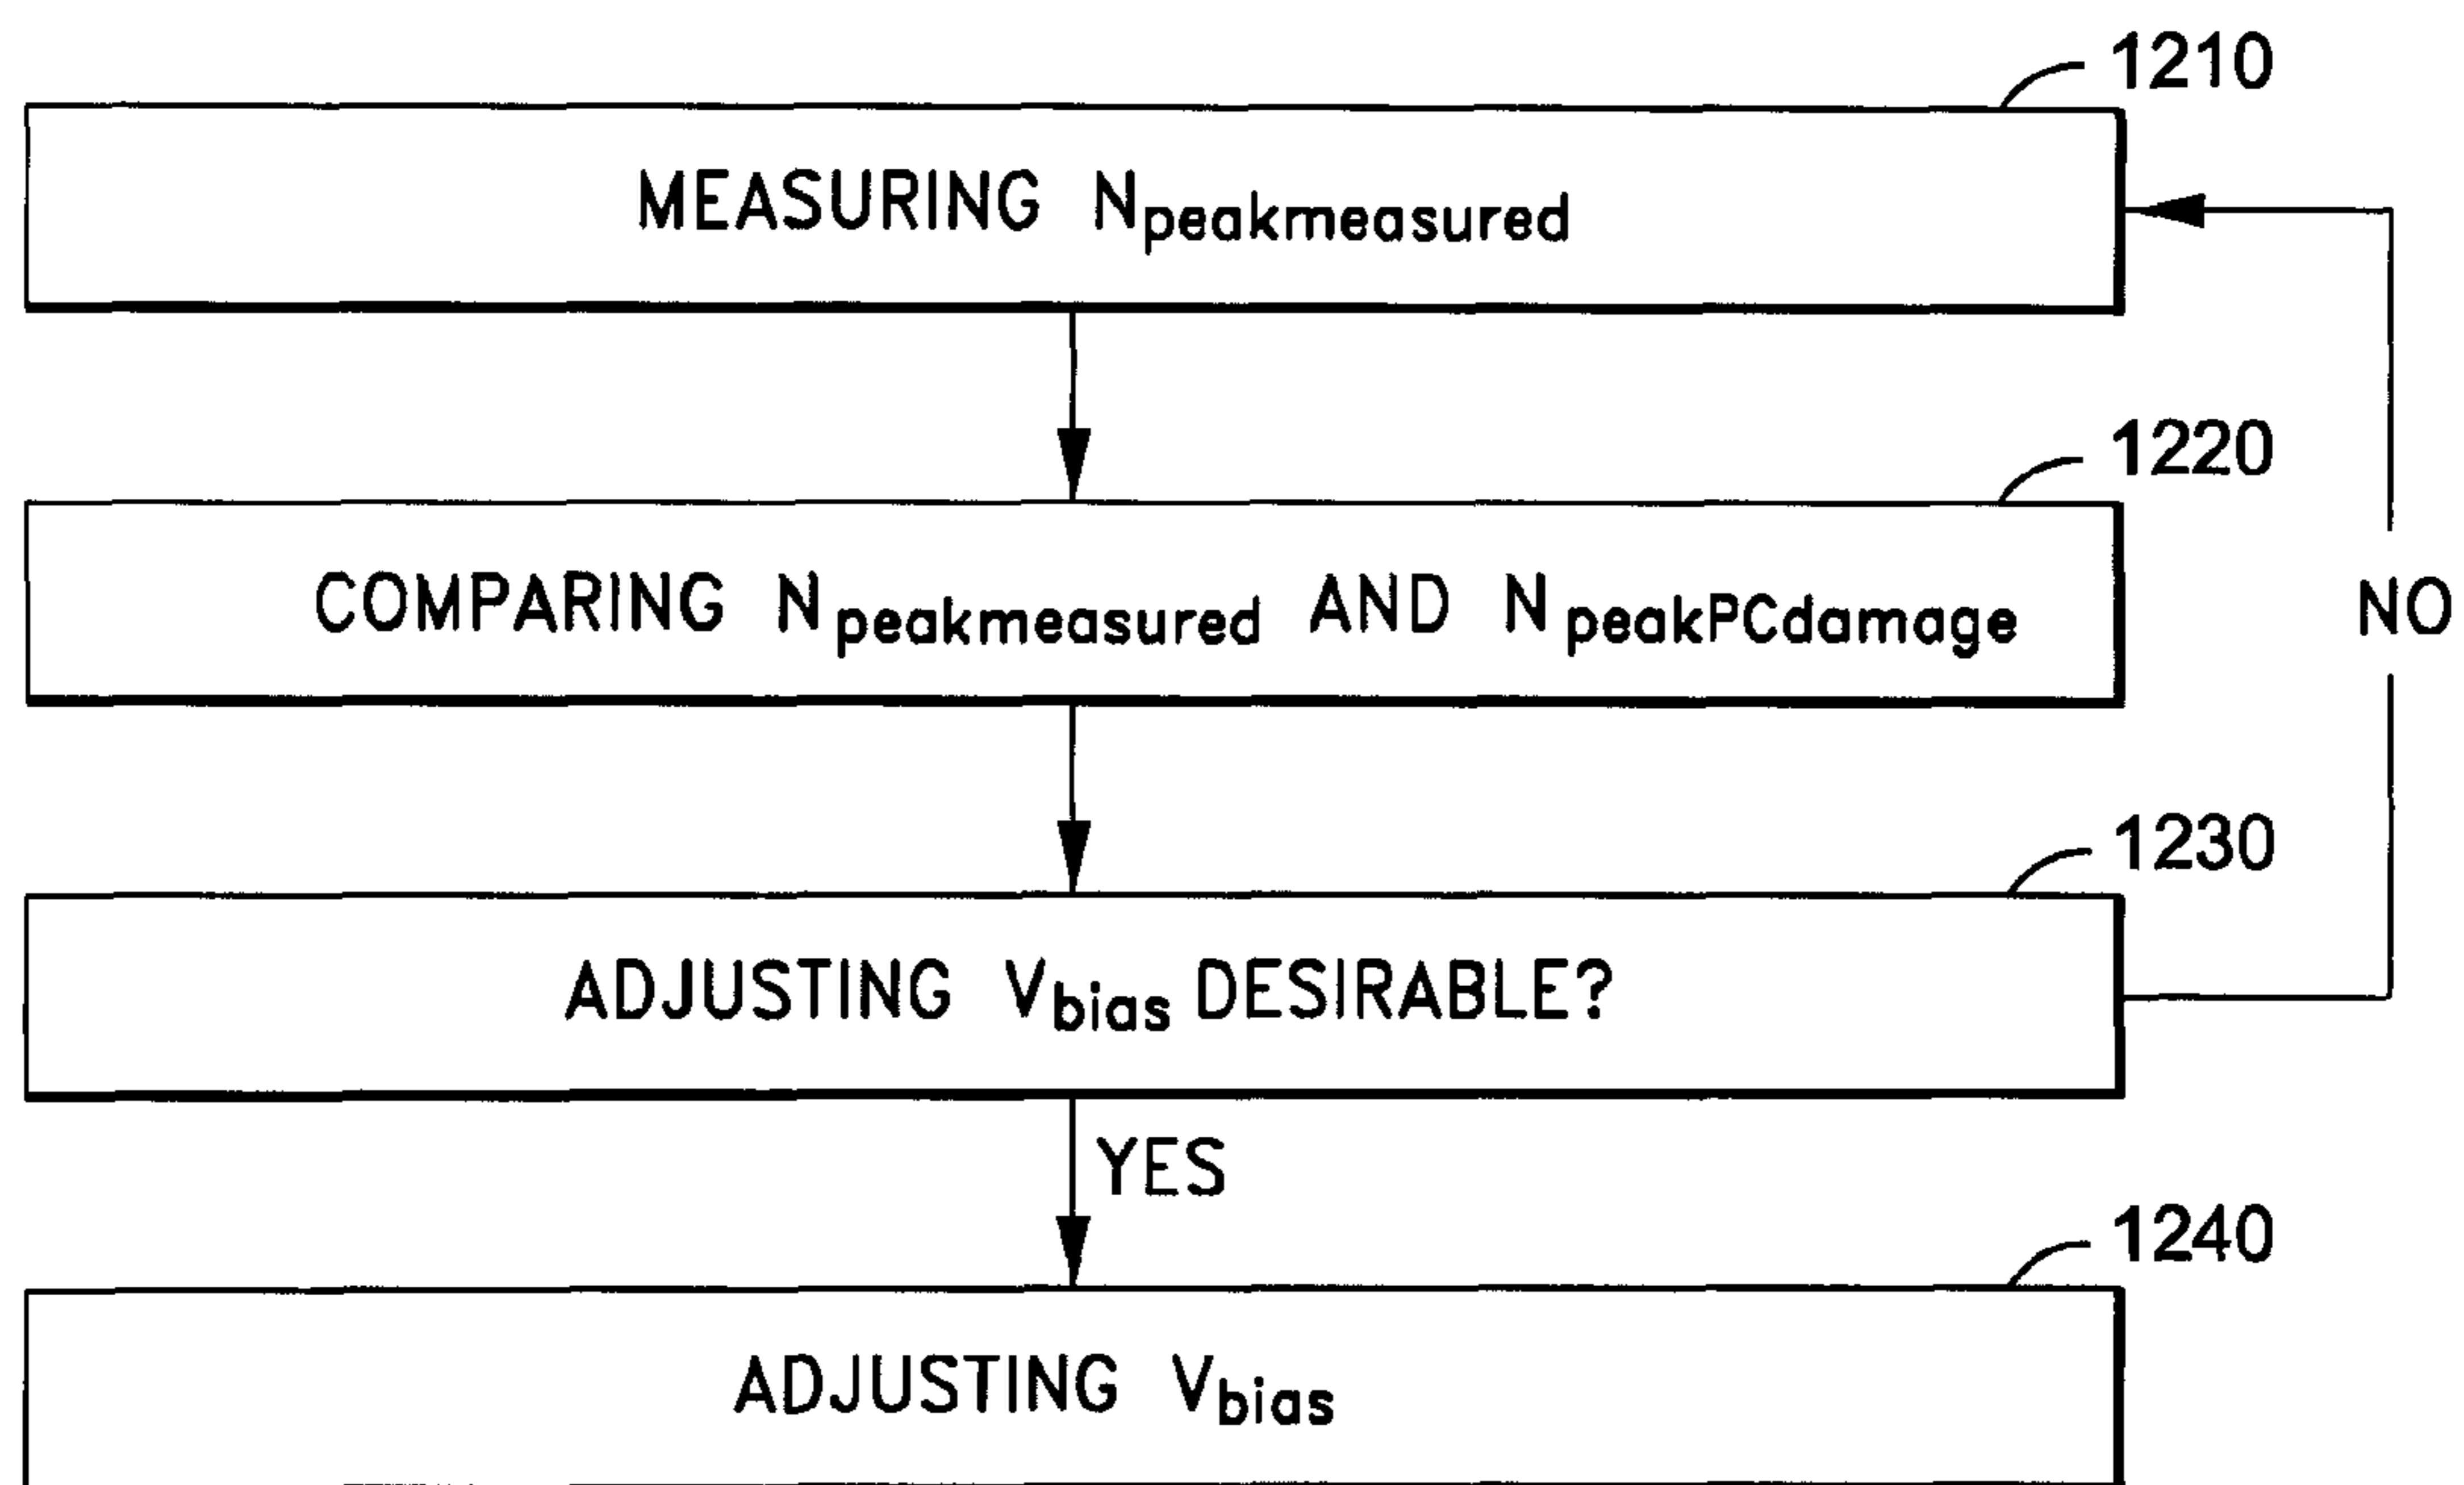 1210
MEASURING Npeakmeasured
1220
COMPARING Npeakmeasured AND NpeakPCdamage
NO
1230
ADJUSTING Vbias DESIRABLE?
YES
1240
ADJUSTING Vbias